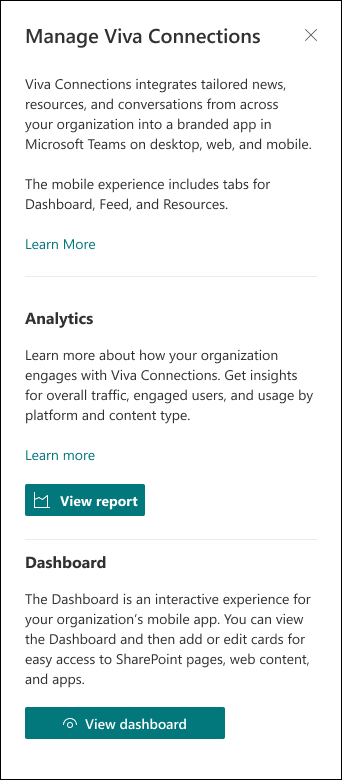 Manage Viva Connections
Viva Connections integrates tailored news,
resources, and conversations from across
your organization into a branded app in
Microsoft Teams on desktop, web, and mobile.
The mobile experience includes tabs for
Dashboard, Feed, and Resources.
Learn More
Analytics
Learn more about how your organization
engages with Viva Connections. Get insights
for overall traffic, engaged users, and usage by
platform and content type.
Learn more
View report
Dashboard
The Dashboard is an interactive experience for
your organization’s mobile app. You can view
the Dashboard and then add or edit cards for
easy access to SharePoint pages, web content,
and apps.
View dashboard